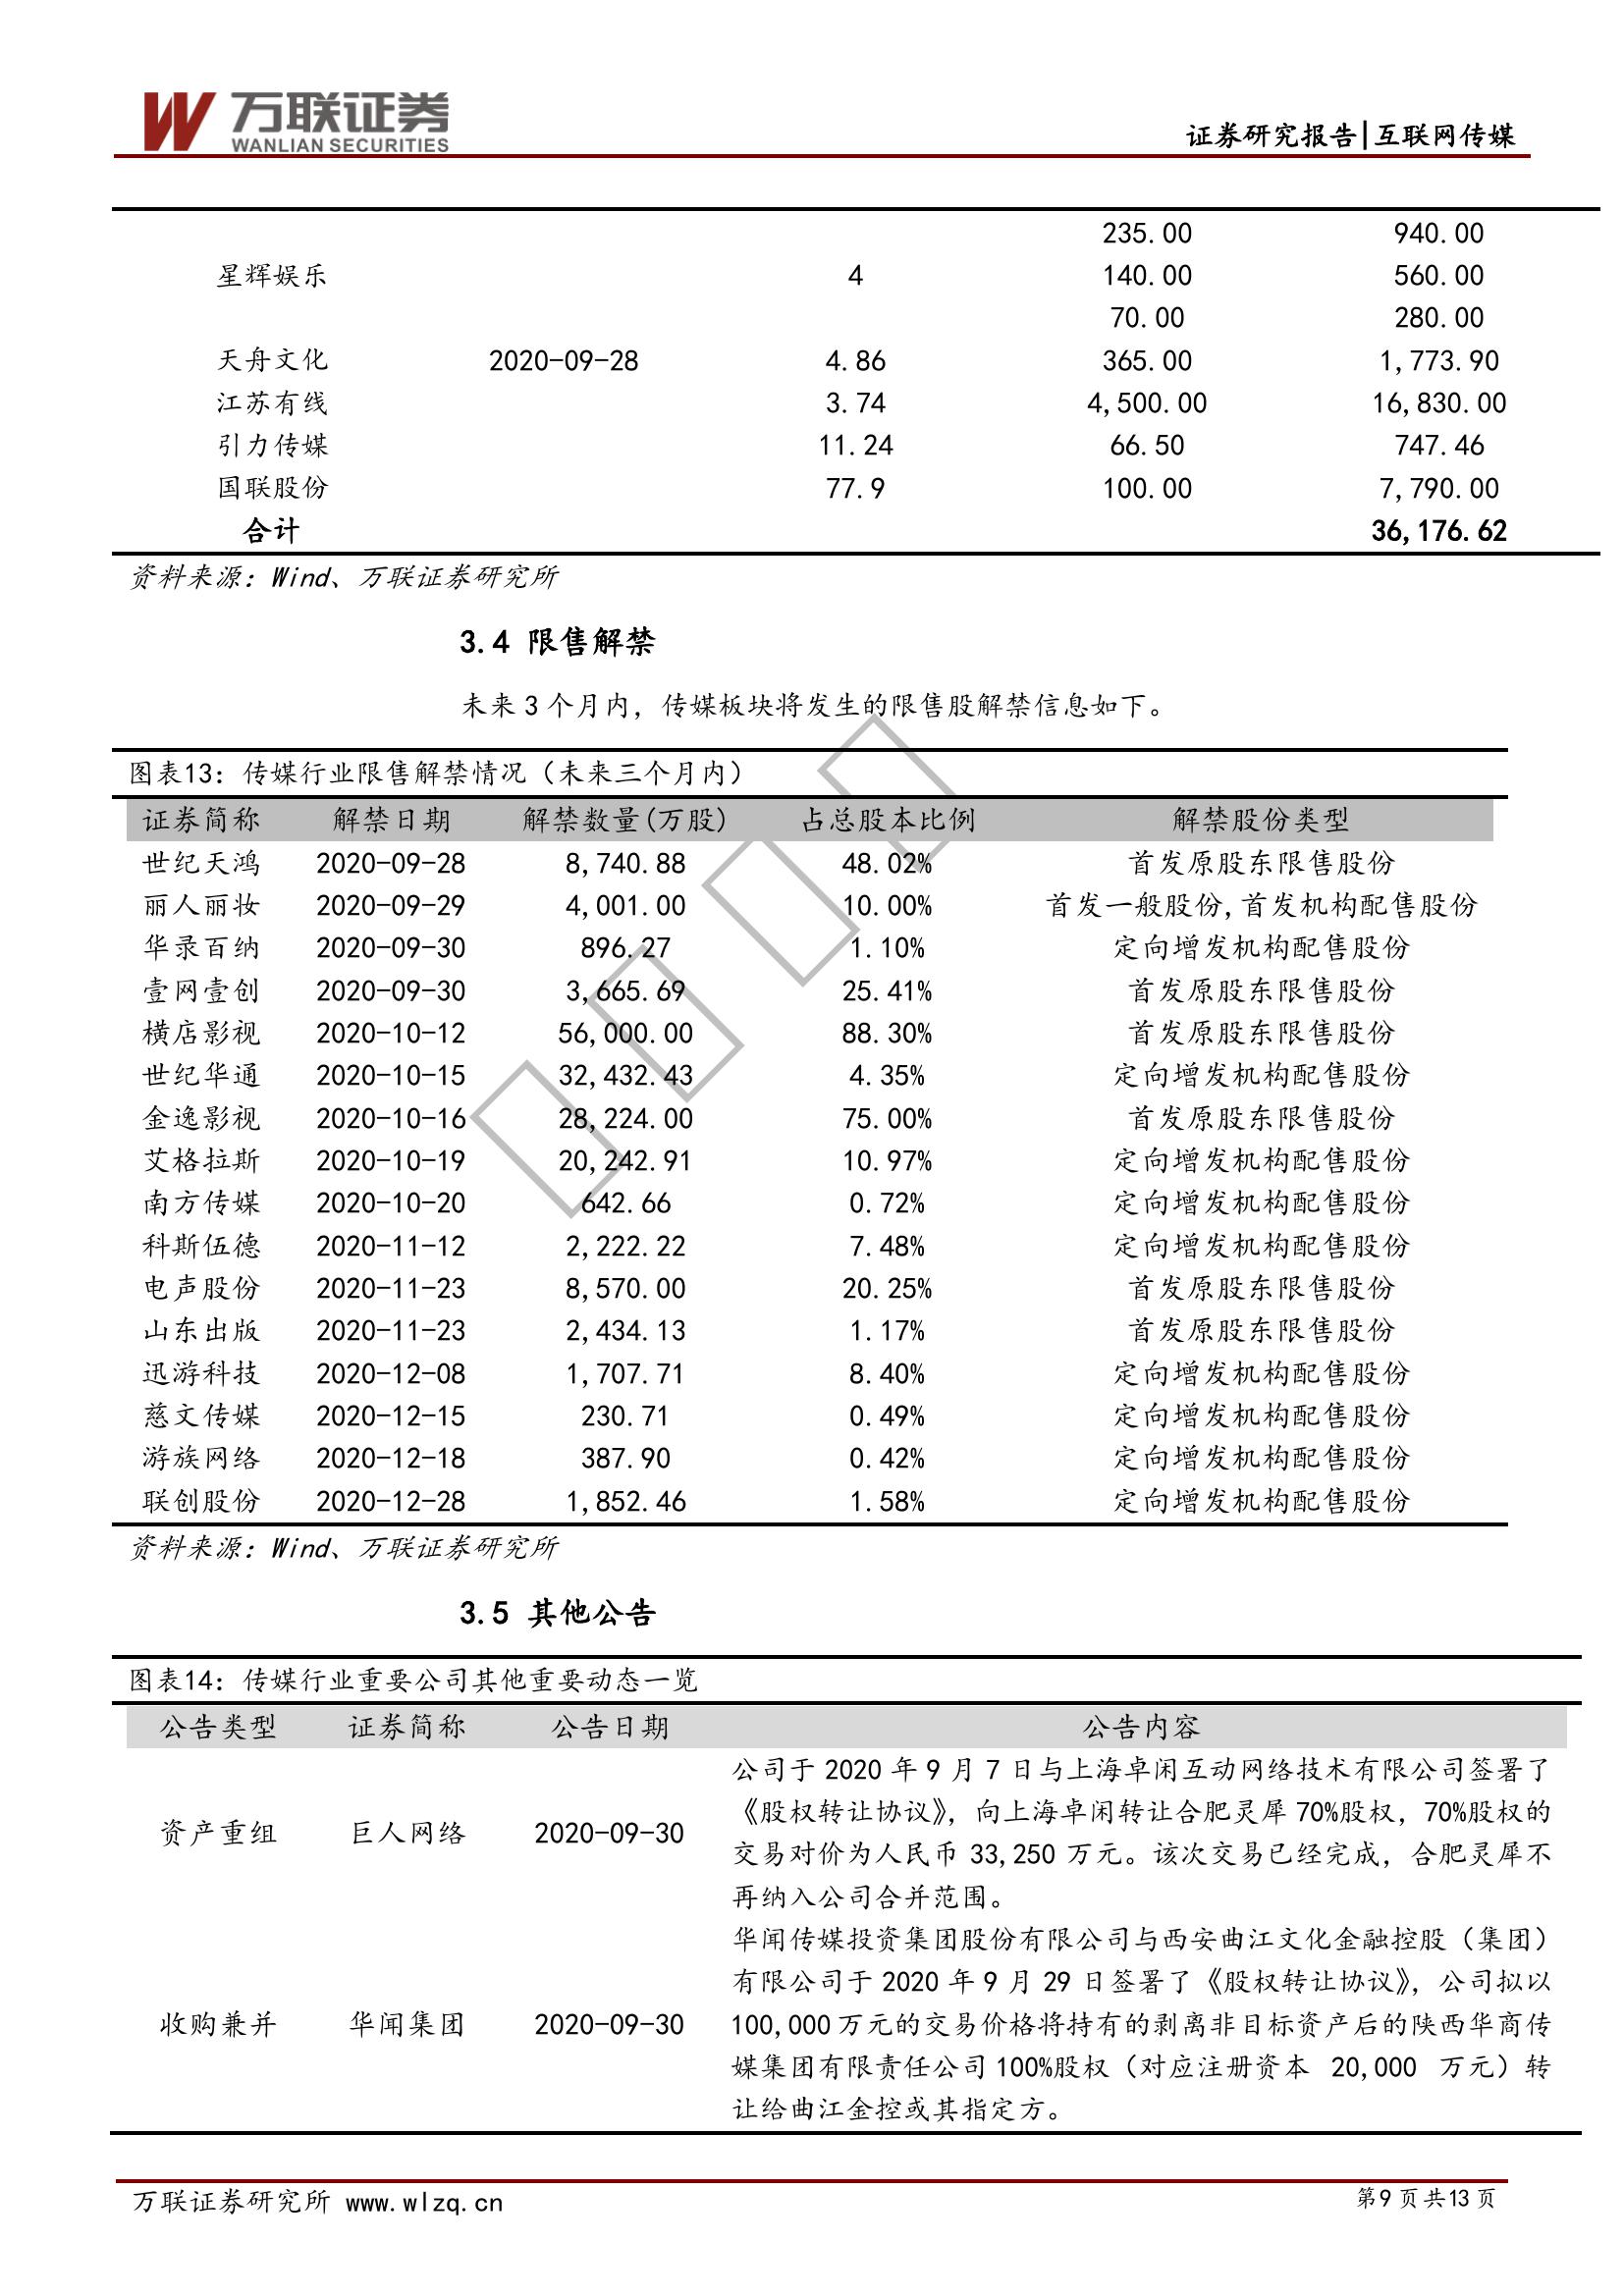 万联证券
WANLIAN SECURITIES
证券研究报告|互联网传媒
235.00 940.00
星辉娱乐 4 140.00 560.00
70.00 280.00
天舟文化 2020-09-28 4.86 365.00 1,773.90
江苏有线 3.74 4,500.00 16,830.00
引力传媒 11.24 66.50 747.46
国联股份 77.9 100.00 7,790.00
合计 36,176.62
资料来源：Wind、万联证券研究所
3.4 限售解禁
未来 3 个月内，传媒板块将发生的限售股解禁信息如下。
图表13：传媒行业限售解禁情况（未来三个月内）
证券简称 解禁日期 解禁数量(万股) 占总股本比例 解禁股份类型
世纪天鸿 2020-09-28 8,740.88 48.02% 首发原股东限售股份
丽人丽妆 2020-09-29 4,001.00 10.00% 首发一般股份,首发机构配售股份
华录百纳 2020-09-30 896.27 1.10% 定向增发机构配售股份
壹网壹创 2020-09-30 3,665.69 25.41% 首发原股东限售股份
横店影视 2020-10-12 56,000.00 88.30% 首发原股东限售股份
世纪华通 2020-10-15 32,432.43 4.35% 定向增发机构配售股份
金逸影视 2020-10-16 28,224.00 75.00% 首发原股东限售股份
艾格拉斯 2020-10-19 20,242.91 10.97% 定向增发机构配售股份
南方传媒 2020-10-20 642.66 0.72% 定向增发机构配售股份
科斯伍德 2020-11-12 2,222.22 7.48% 定向增发机构配售股份
电声股份 2020-11-23 8,570.00 20.25% 首发原股东限售股份
山东出版 2020-11-23 2,434.13 1.17% 首发原股东限售股份
迅游科技 2020-12-08 1,707.71 8.40% 定向增发机构配售股份
慈文传媒 2020-12-15 230.71 0.49% 定向增发机构配售股份
游族网络 2020-12-18 387.90 0.42% 定向增发机构配售股份
联创股份 2020-12-28 1,852.46 1.58% 定向增发机构配售股份
资料来源：Wind、万联证券研究所
3.5 其他公告
图表14：传媒行业重要公司其他重要动态一览
公告类型 证券简称 公告日期 公告内容
资产重组 巨人网络 2020-09-30 公司于 2020 年 9 月 7 日与上海卓闲互动网络技术有限公司签署了
《股权转让协议》，向上海卓闲转让合肥灵犀 70%股权，70%股权的
交易对价为人民币 33,250 万元。该次交易已经完成，合肥灵犀不
再纳入公司合并范围。
收购兼并 华闻集团 2020-09-30 华闻传媒投资集团股份有限公司与西安曲江文化金融控股（集团）
有限公司于 2020 年 9 月 29 日签署了《股权转让协议》，公司拟以
100,000 万元的交易价格将持有的剥离非目标资产后的陕西华商传
媒集团有限责任公司 100%股权（对应注册资本 20,000 万元）转
让给曲江金控或其指定方。
万联证券研究所 www.wlzq.cn
第 9 页 共 13 页